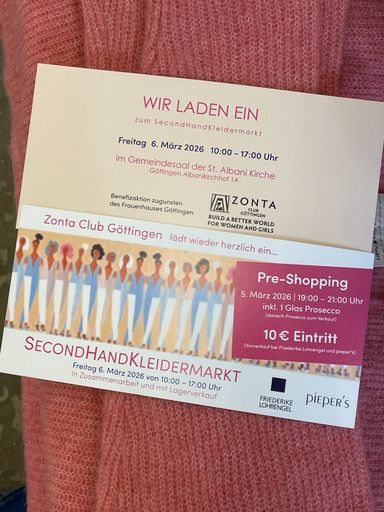 WIR LADEN EIN
zum SecondHandKleidermarkt
Freitag 6. März 2026 10:00 - 17:00 Uhr
im Gemeindesaal der St. Albani Kirche
Göttingen Albanikirchhof 1A
Benefizaktion zugunsten
des Frauenhauses Göttingen
ZONTA
CLUB
GÖTTINGEN
BUILD A BETTER WORLD
FOR WOMEN AND GIRLS
Zonta Club Göttingen lädt wieder herzlich ein...
Pre-Shopping
5. März 2026 | 19:00 - 21:00 Uhr
inkl. 1 Glas Prosecco
(danach Prosecco zum Verkauf)
10 € Eintritt
(Vorverkauf bei Friederike Lohrengel und pieper's)
SECONDHANDKLEIDERMARKT
Freitag 6. März 2026 von 10:00 - 17:00 Uhr
In Zusammenarbeit und mit Lagerverkauf
FRIEDERIKE
LOHRENGEL
PIEPER'S